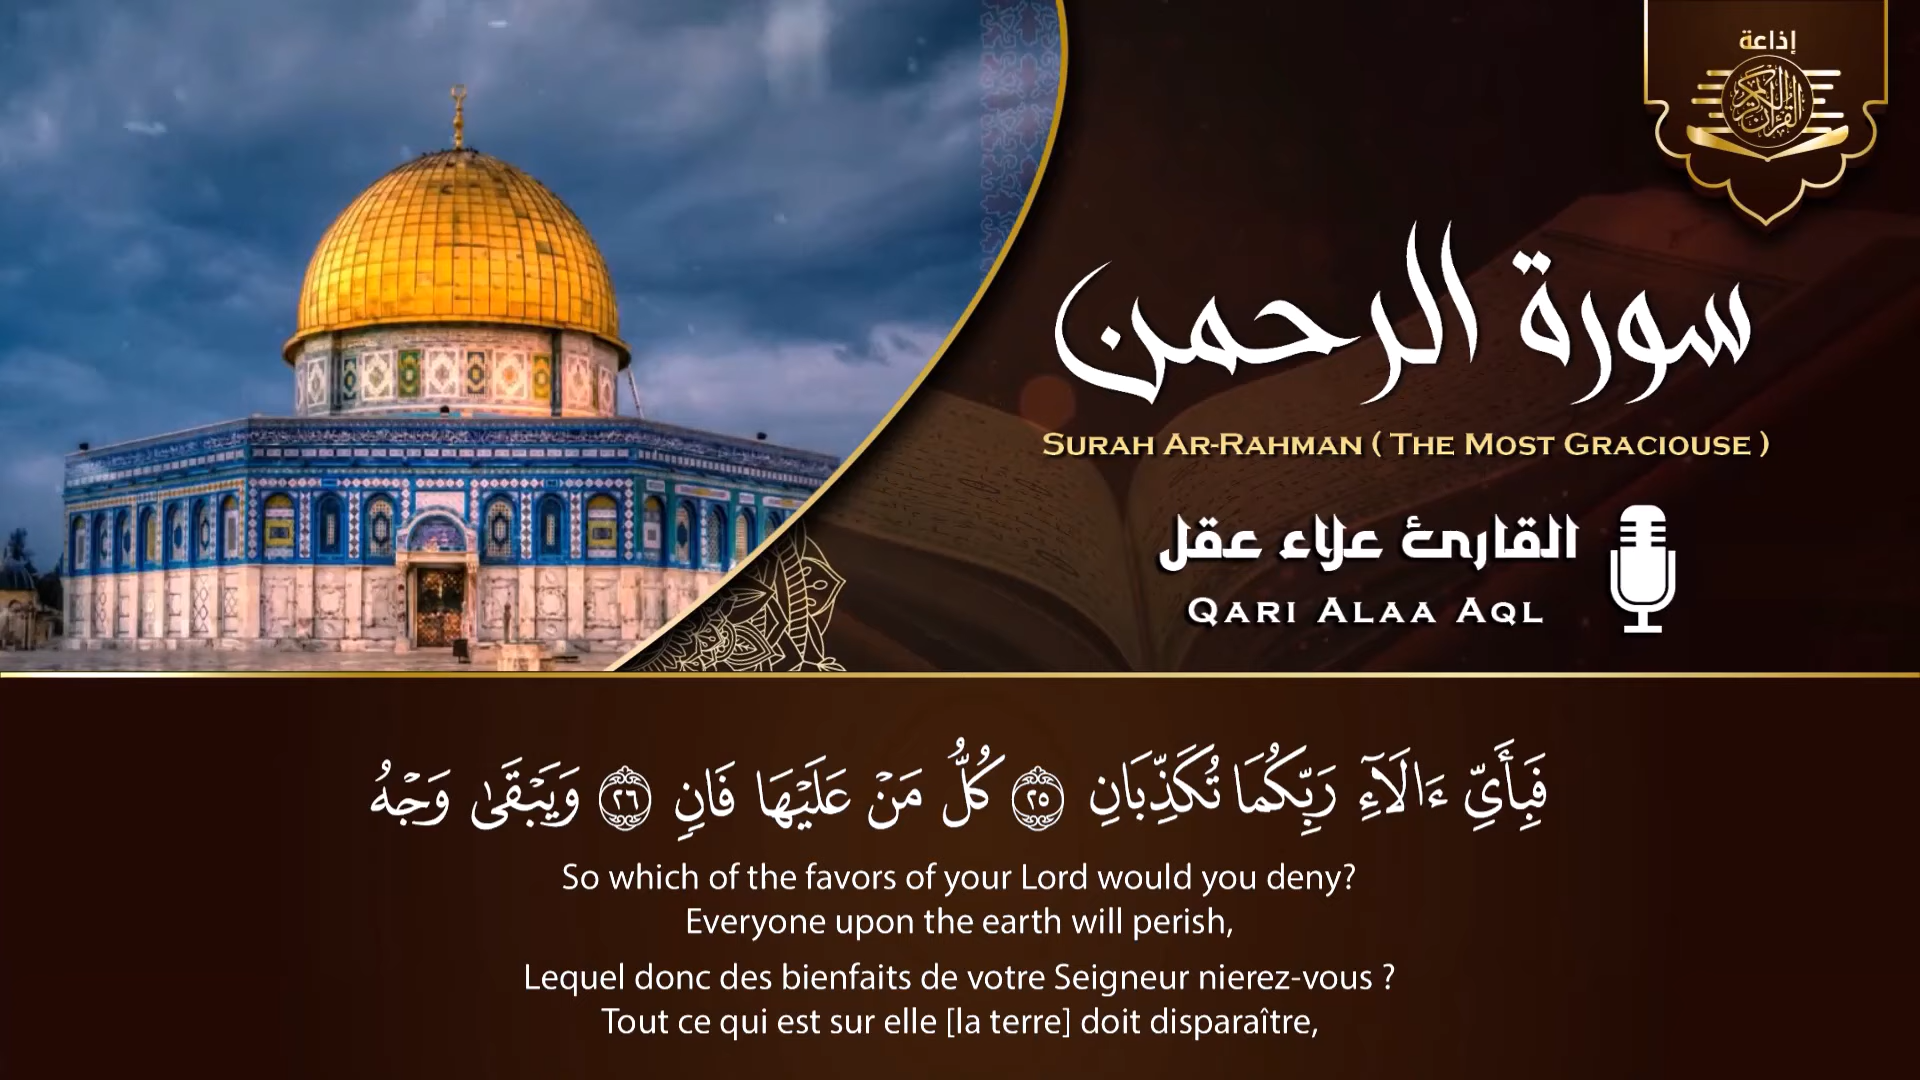 إذاعة
القرآن الكريم
سورة الرحمن
SURAH AR-RAHMAN ( THE MOST GRACIOUSE )
القارئ علاء عقل
QARI ALAA AQL
فَبِأَيِّ ءَالَآءِ رَبِّكُمَا تُكَذِّبَانِ ٢٥ كُلُّ مَنْ عَلَيْهَا فَانٍ ٢٦ وَيَبْقَىٰ وَجْهُ
So which of the favors of your Lord would you deny?
Everyone upon the earth will perish,
Lequel donc des bienfaits de votre Seigneur nierez-vous ?
Tout ce qui est sur elle [la terre] doit disparaître,